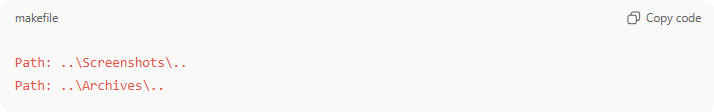 makefile
Copy code
Path: ..\Screenshots\..
Path: ..\Archives\..